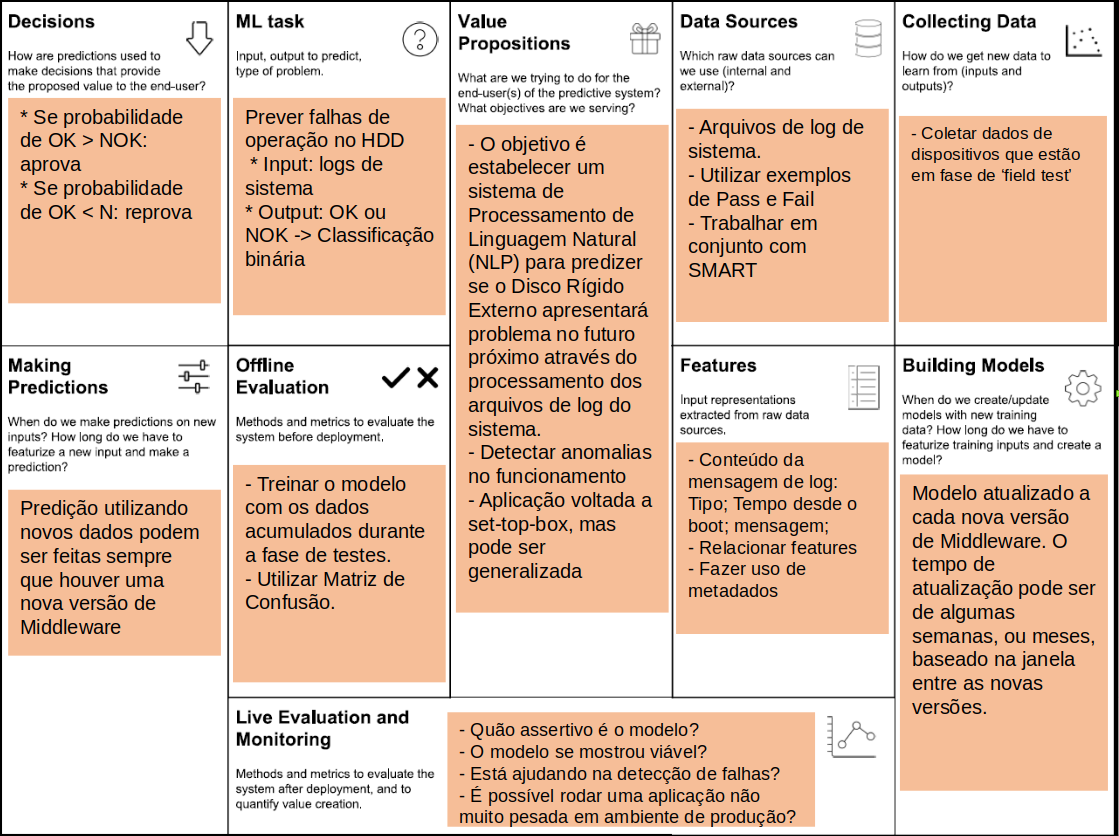 Decisions
How are predictions used to
make decisions that provide
the proposed value to the end-user?
* Se probabilidade
de OK > NOK:
aprova
* Se probabilidade
de OK < N: reprova
ML task
Input, output to predict,
type of problem.
Prever falhas de
operação no HDD
* Input: logs de
sistema
* Output: OK ou
NOK -> Classificação
binária
Value
Propositions
What are we trying to do for the
end-user(s) of the predictive system?
What objectives are we serving?
- O objetivo é
estabelecer um
sistema de
Processamento de
Linguagem Natural
(NLP) para predizer
se o Disco Rígido
Externo apresentará
problema no futuro
próximo através do
processamento dos
arquivos de log do
sistema.
- Detectar anomalias
no funcionamento
- Aplicação voltada a
set-top-box, mas
pode ser
generalizada
Data Sources
Which raw data sources can
we use (internal and
external)?
- Arquivos de log de
sistema.
- Utilizar exemplos
de Pass e Fail
- Trabalhar em
conjunto com
SMART
Collecting Data
How do we get new data to
learn from (inputs and
outputs)?
- Coletar dados de
dispositivos que estão
em fase de ‘field test’
Making
Predictions
When do we make predictions on new
inputs? How long do we have to
featurize a new input and make a
prediction?
Predição utilizando
novos dados podem
ser feitas sempre
que houver uma
nova versão de
Middleware
Offline
Evaluation
Methods and metrics to evaluate the
system before deployment.
- Treinar o modelo
com os dados
acumulados durante
a fase de testes.
- Utilizar Matriz de
Confusão.
Features
Input representations
extracted from raw data
sources.
- Conteúdo da
mensagem de log:
Tipo; Tempo desde o
boot; mensagem;
- Relacionar features
- Fazer uso de
metadados
Building Models
When do we create/update
models with new training
data? How long do we have to
featurize training inputs and create a
model?
Modelo atualizado a
cada nova versão
de Middleware. O
tempo de
atualização pode ser
de algumas
semanas, ou meses,
baseado na janela
entre as novas
versões.
Live Evaluation and
Monitoring
Methods and metrics to evaluate the
system after deployment, and to
quantify value creation.
- Quão assertivo é o modelo?
- O modelo se mostrou viável?
- Está ajudando na detecção de falhas?
- É possível rodar uma aplicação não
muito pesada em ambiente de produção?